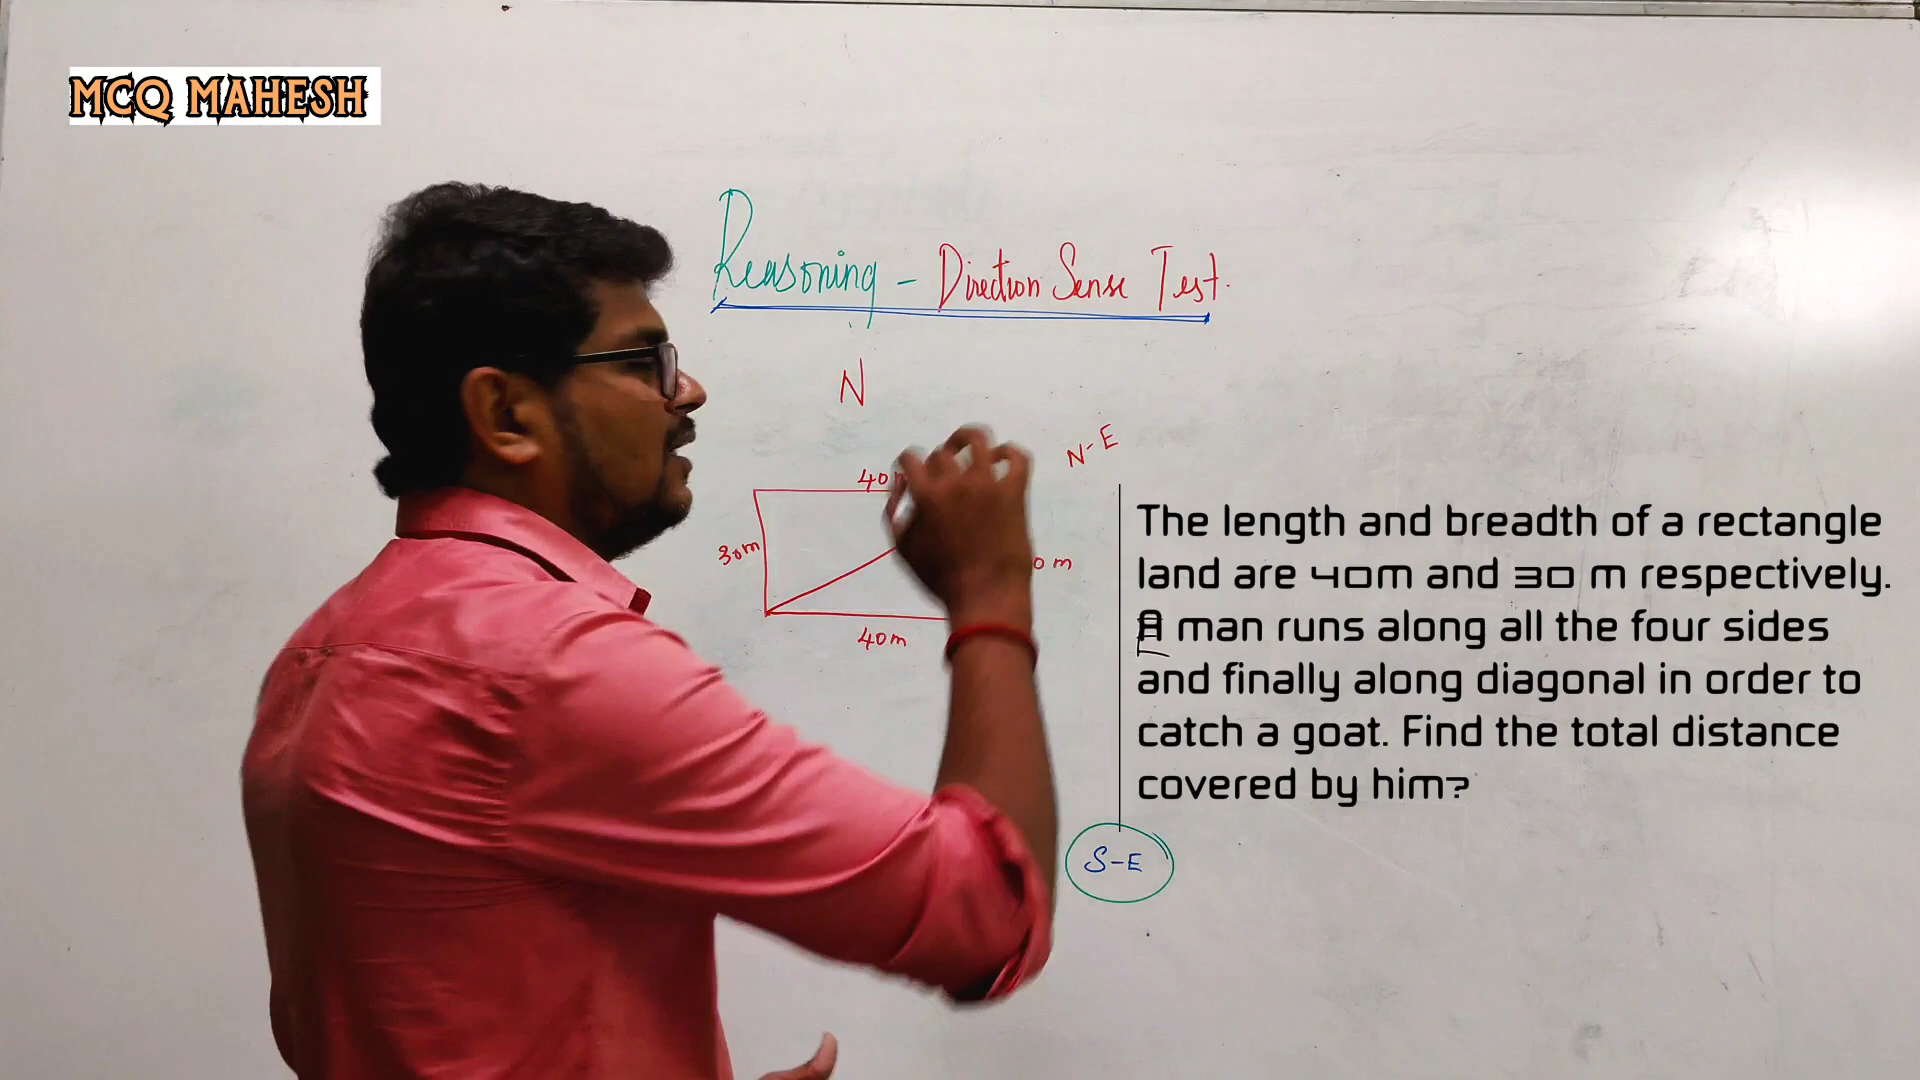 MCQ MAHESH
Reasoning - Direction Sense Test.
N
N-E
40m
30m
0 m
40m
The length and breadth of a rectangle
land are 40m and 30 m respectively.
A man runs along all the four sides
and finally along diagonal in order to
catch a goat. Find the total distance
covered by him?
S-E